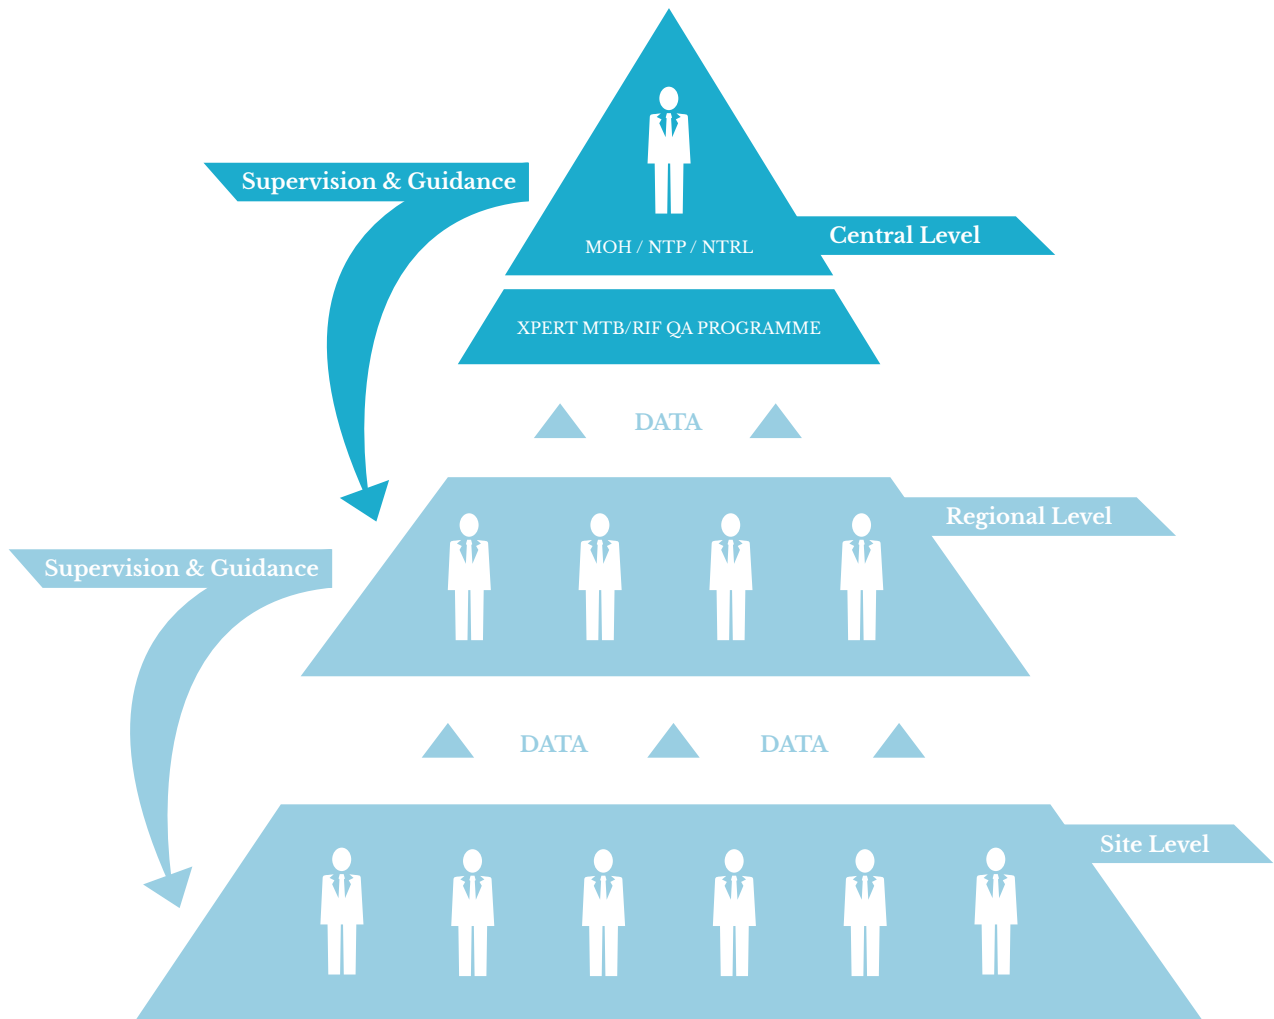 Supervision & Guidance
Central Level
MOH / NTP / NTRL
XPERT MTB/RIF QA PROGRAMME
DATA
Regional Level
Supervision & Guidance
DATA DATA
Site Level